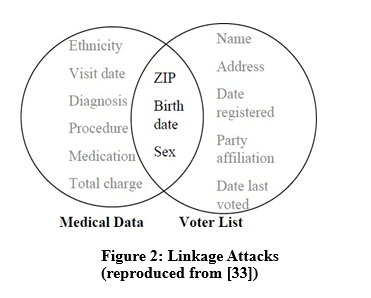 Ethnicity
Visit date
Diagnosis
Procedure
Medication
Total charge
ZIP
Birth
date
Sex
Name
Address
Date
registered
Party
affiliation
Date last
voted
Medical Data
Voter List
Figure 2: Linkage Attacks
(reproduced from [33])